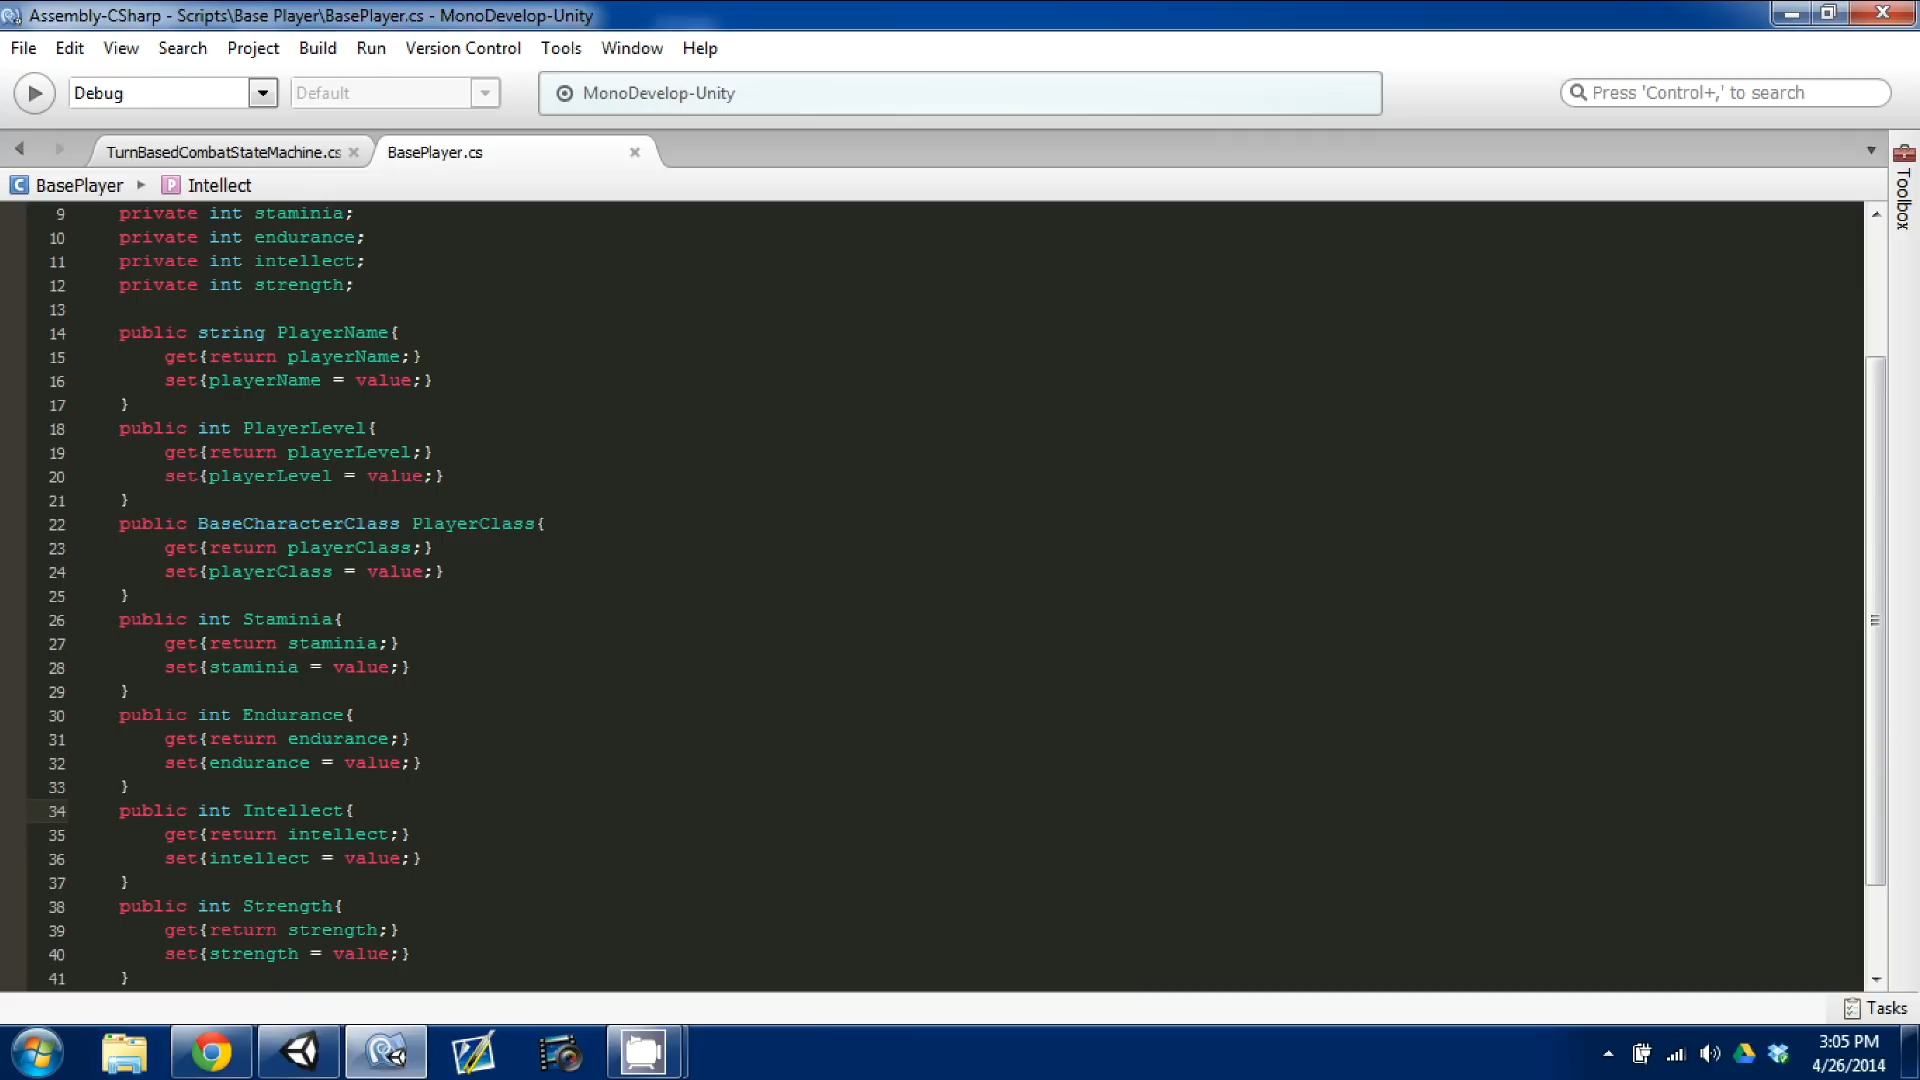 Assembly-CSharp - Scripts\Base Player\BasePlayer.cs - MonoDevelop-Unity
File Edit View Search Project Build Run Version Control Tools Window Help
Debug Default MonoDevelop-Unity Press 'Control+,' to search
TurnBasedCombatStateMachine.cs BasePlayer.cs
BasePlayer Intellect
Toolbox
9 private int staminia;
10 private int endurance;
11 private int intellect;
12 private int strength;
13
14 public string PlayerName{
15 get{return playerName;}
16 set{playerName = value;}
17 }
18 public int PlayerLevel{
19 get{return playerLevel;}
20 set{playerLevel = value;}
21 }
22 public BaseCharacterClass PlayerClass{
23 get{return playerClass;}
24 set{playerClass = value;}
25 }
26 public int Staminia{
27 get{return staminia;}
28 set{staminia = value;}
29 }
30 public int Endurance{
31 get{return endurance;}
32 set{endurance = value;}
33 }
34 public int Intellect{
35 get{return intellect;}
36 set{intellect = value;}
37 }
38 public int Strength{
39 get{return strength;}
40 set{strength = value;}
41 }
Tasks
3:05 PM
4/26/2014